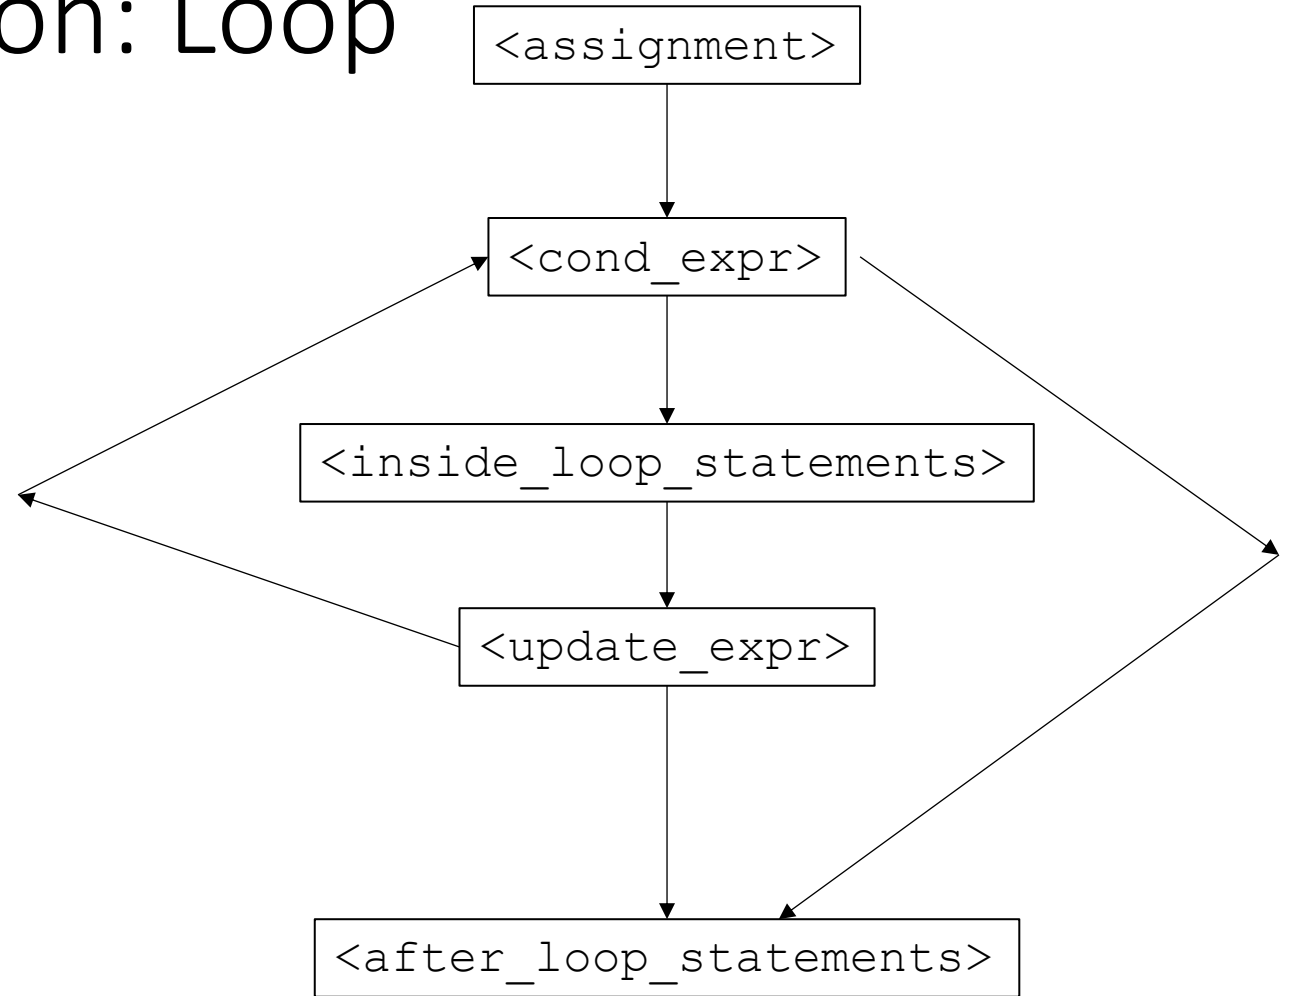 on: Loop
<assignment>
<cond_expr>
<inside_loop_statements>
<update_expr>
<after_loop_statements>